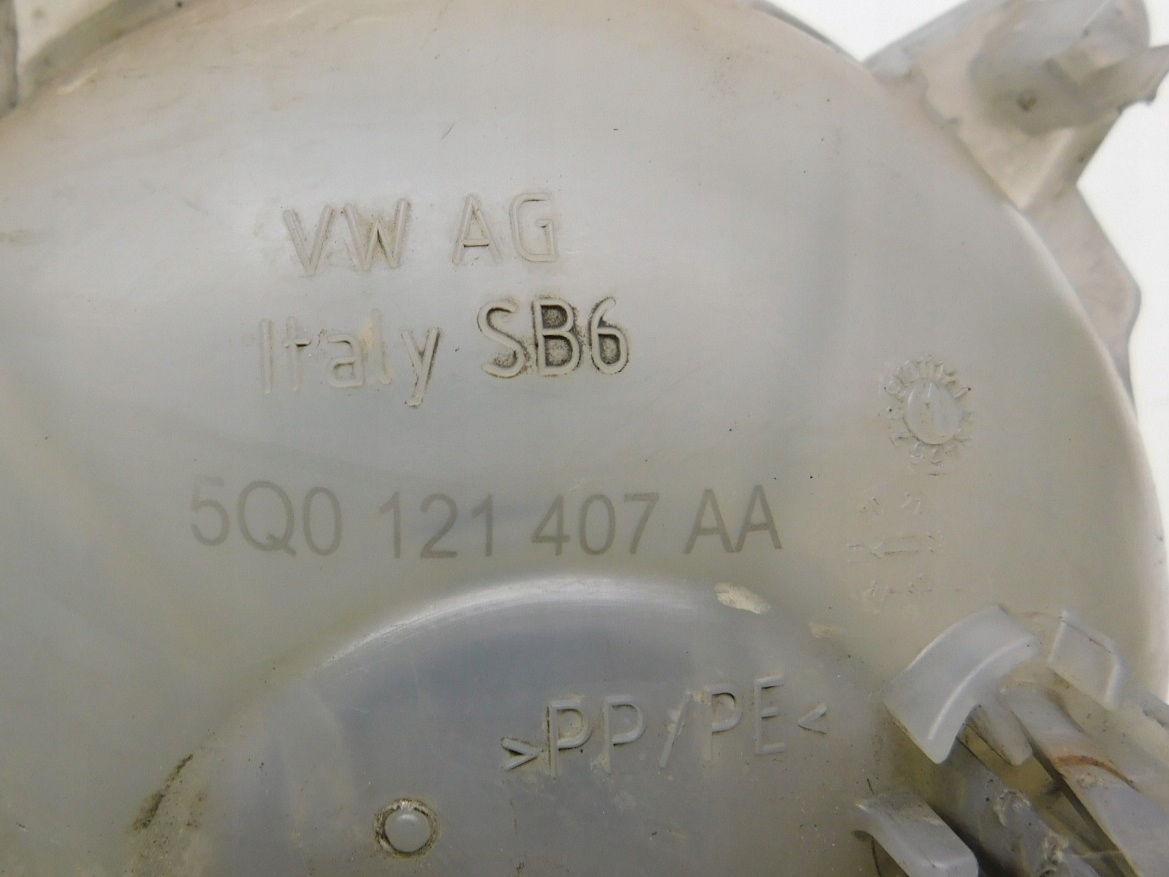 VW AG
Italy SB6
5Q0 121 407 AA
>PP/PE<